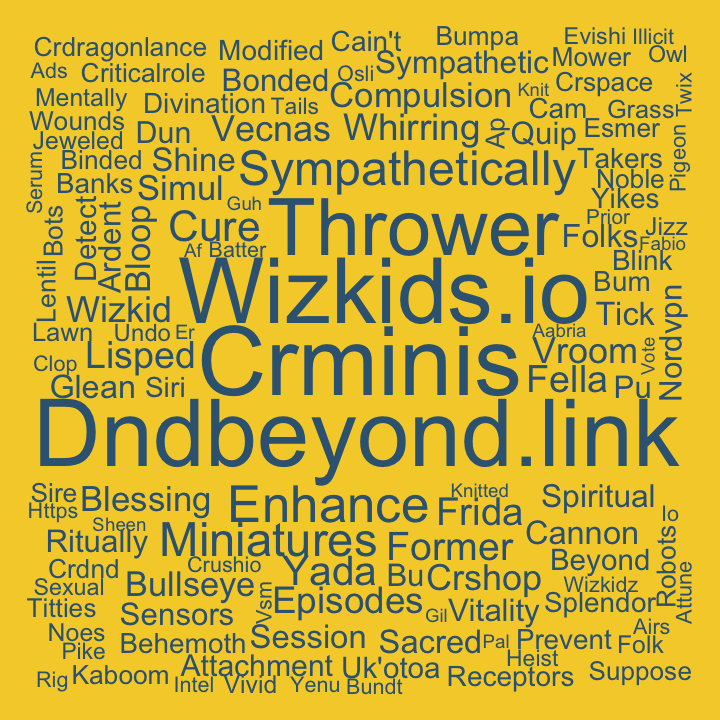 Crdragonlance Modified Cain't Bumpa Evishi Illicit
Ads Criticalrole Bonded Osli Sympathetic Mower Owl
Mentally Divination Tails Compulsion Knit Crspace Twix
Wounds Dun Vecnas Whirring Ap Quip Cam Grass
Jeweled Esmer
Binded Shine Sympathetically Takers Pigeon
Serum Banks Simul Guh Noble
Yikes
Bots Detect Ardent Bloop Cure Thrower Folks Prior Jizz
Af Batter Fabio
Lentil Wizkids.io Blink
Bum
Wizkid Tick Nordvpn
Lawn Undo Er Crminis Aabria
Clop Lisped Vroom Vote
Glean Siri Fella Pu
Dndbeyond.link
Sire Blessing Enhance Knitted Spiritual
Https Sheen Frida Io
Ritually Miniatures Former Cannon Robots
Crdnd Crushio Yada Bu Crshop Beyond Attune
Sexual Bullseye Vsm Wizkidz
Titties Sensors Episodes Gil Vitality Splendor
Noes Behemoth Session Sacred Pal Prevent Airs
Pike Folk
Rig Kaboom Attachment Uk'otoa Heist Suppose
Intel Vivid Yenu Bundt Receptors